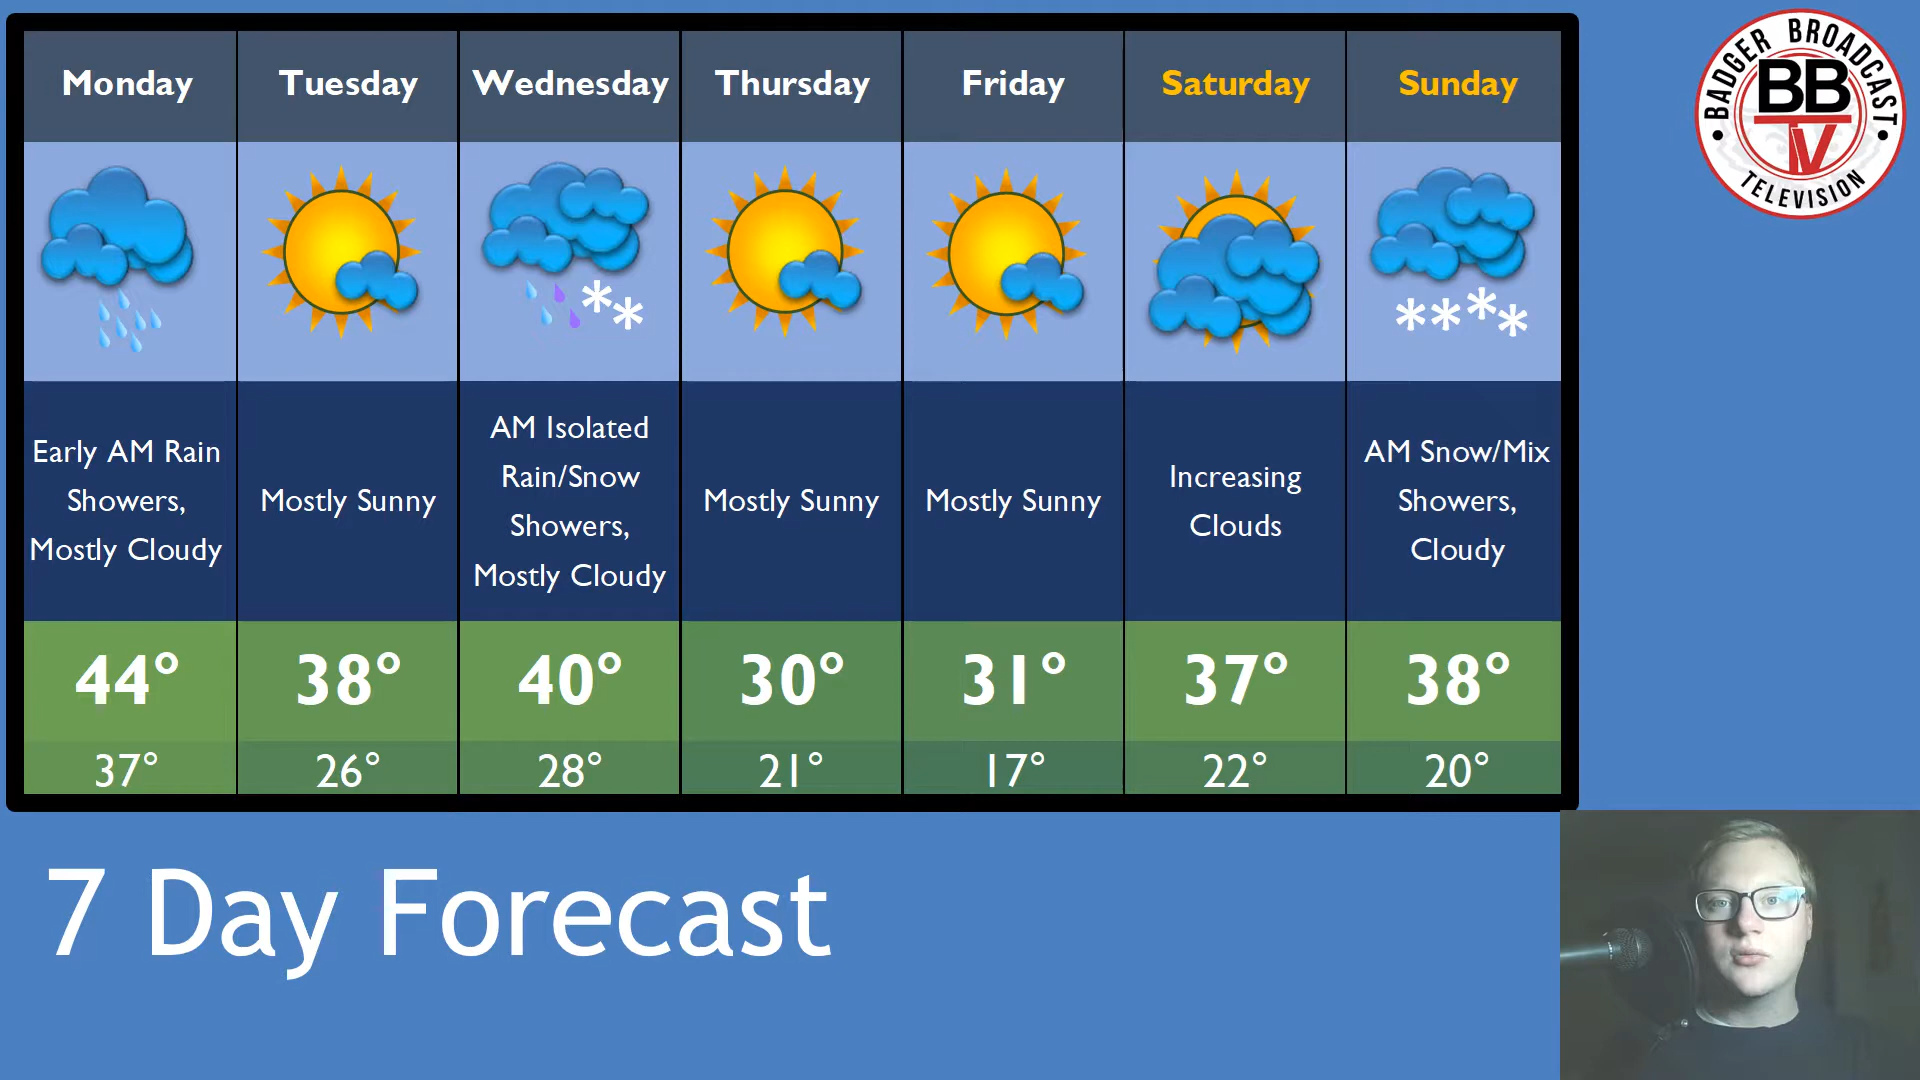 Monday Tuesday Wednesday Thursday Friday Saturday Sunday
Early AM Rain
Showers,
Mostly Cloudy
Mostly Sunny
AM Isolated
Rain/Snow
Showers,
Mostly Cloudy
Mostly Sunny
Mostly Sunny
Increasing
Clouds
AM Snow/Mix
Showers,
Cloudy
44° 38° 40° 30° 31° 37° 38°
37° 26° 28° 21° 17° 22° 20°
7 Day Forecast
BADGER BROADCAST
BB
TV
TELEVISION